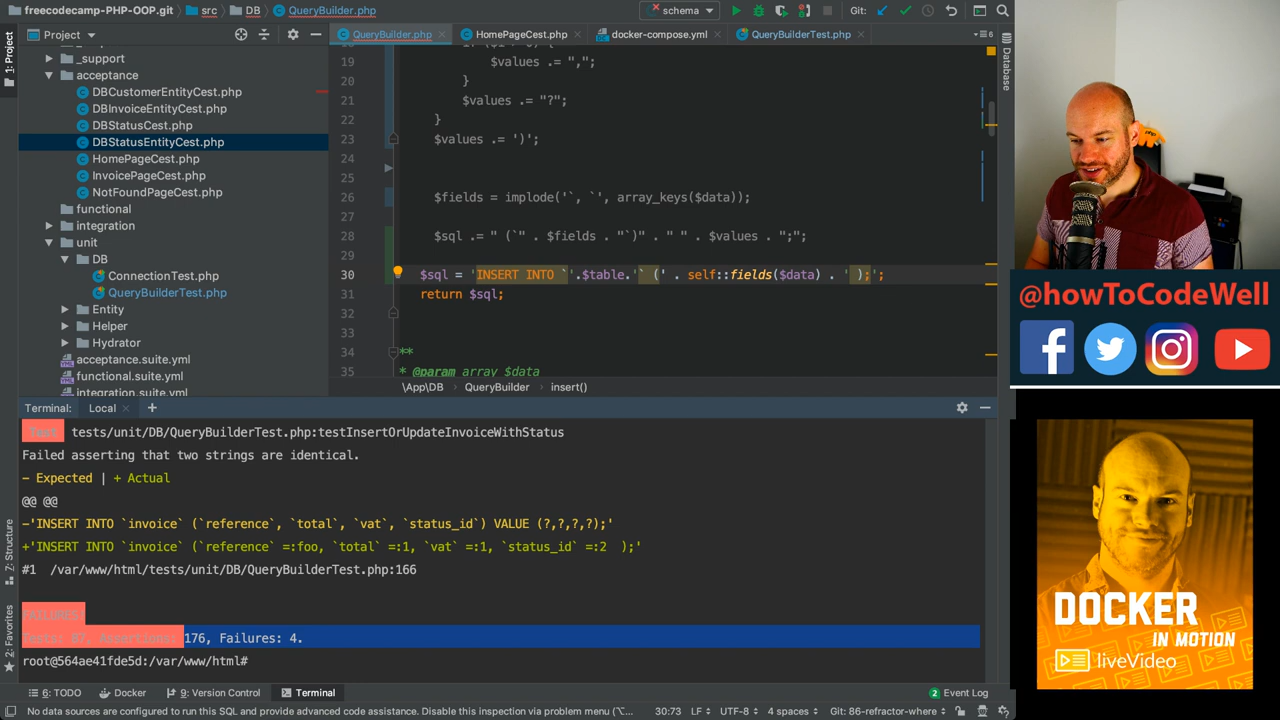 freecodecamp-PHP-OOP.git
src
DB
QueryBuilder.php
schema
Git:
Project
QueryBuilder.php
HomePageCest.php
docker-compose.yml
QueryBuilderTest.php
6
1: Project
Database
_support
acceptance
DBCustomerEntityCest.php
DBInvoiceEntityCest.php
DBStatusCest.php
DBStatusEntityCest.php
HomePageCest.php
InvoicePageCest.php
NotFoundPageCest.php
functional
integration
unit
DB
ConnectionTest.php
QueryBuilderTest.php
Entity
Helper
Hydrator
acceptance.suite.yml
functional.suite.yml
integration.suite.yml
19 $values .= ",";
20 }
21 $values .= "?";
22 }
23 $values .= ')';
24
25
26 $fields = implode('`, `', array_keys($data));
27
28 $sql .= " (`" . $fields . "`)" . " " . $values . ";";
29
30 $sql = 'INSERT INTO `'.$table.'` (' . self::fields($data) . ' );';
31 return $sql;
32
33
34 **
35 * @param array $data
\App\DB
QueryBuilder
insert()
Terminal:
Local
+
Test tests/unit/DB/QueryBuilderTest.php:testInsertOrUpdateInvoiceWithStatus
Failed asserting that two strings are identical.
- Expected | + Actual
@@ @@
-'INSERT INTO `invoice` (`reference`, `total`, `vat`, `status_id`) VALUE (?,?,?,?);'
+'INSERT INTO `invoice` (`reference` =:foo, `total` =:1, `vat` =:1, `status_id` =:2  );'
#1  /var/www/html/tests/unit/DB/QueryBuilderTest.php:166
FAILURES!
Tests: 87, Assertions: 176, Failures: 4.
root@564ae41fde5d:/var/www/html#
7: Structure
2: Favorites
6: TODO
Docker
9: Version Control
Terminal
2 Event Log
No data sources are configured to run this SQL and provide advanced code assistance. Disable this inspection via problem menu (⌥...
30:73
LF
UTF-8
4 spaces
Git: 86-refractor-where
@howToCodeWell
DOCKER
IN MOTION
liveVideo